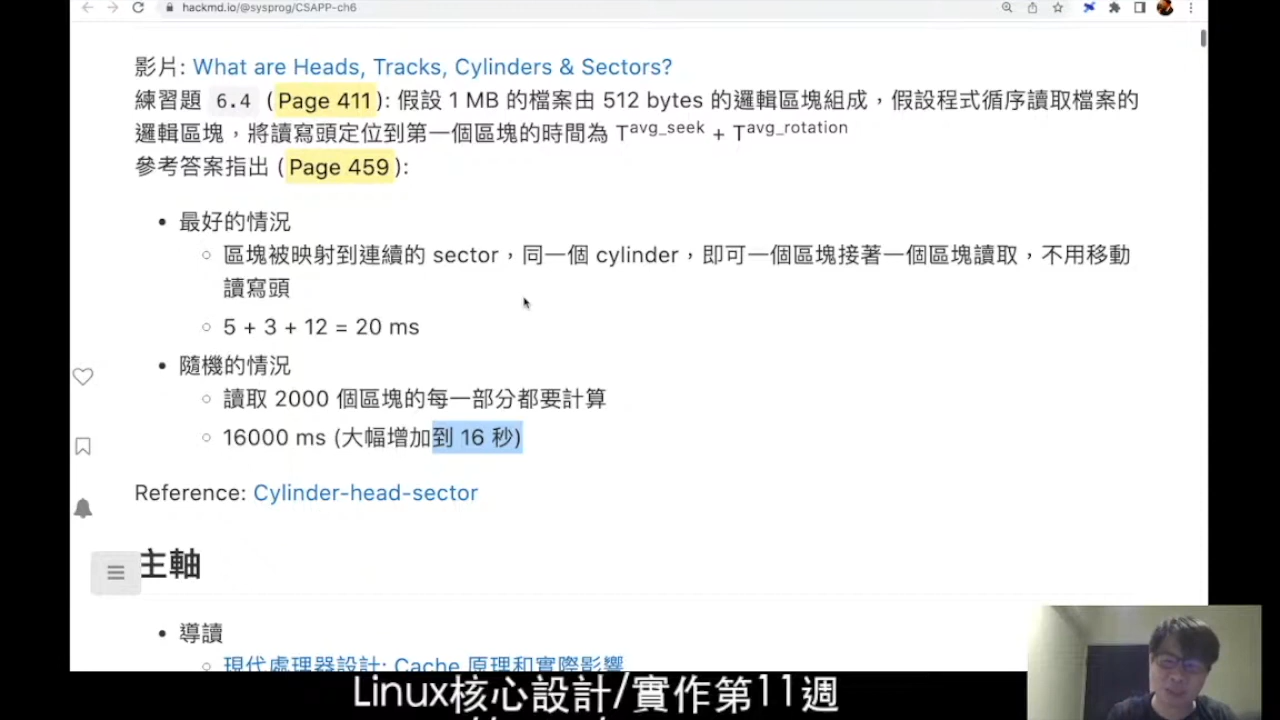 hackmd.io/@sysprog/CSAPP-ch6
影片: What are Heads, Tracks, Cylinders & Sectors?
練習題 6.4 (Page 411): 假設 1 MB 的檔案由 512 bytes 的邏輯區塊組成，假設程式循序讀取檔案的
邏輯區塊，將讀寫頭定位到第一個區塊的時間為 Tavg_seek + Tavg_rotation
參考答案指出 (Page 459):
• 最好的情況
○ 區塊被映射到連續的 sector，同一個 cylinder，即可一個區塊接著一個區塊讀取，不用移動
讀寫頭
○ 5 + 3 + 12 = 20 ms
• 隨機的情況
○ 讀取 2000 個區塊的每一部分都要計算
○ 16000 ms (大幅增加到 16 秒)
Reference: Cylinder-head-sector
主軸
• 導讀
○ 現代處理器設計: Cache 原理和實際影響
Linux核心設計/實作第11週